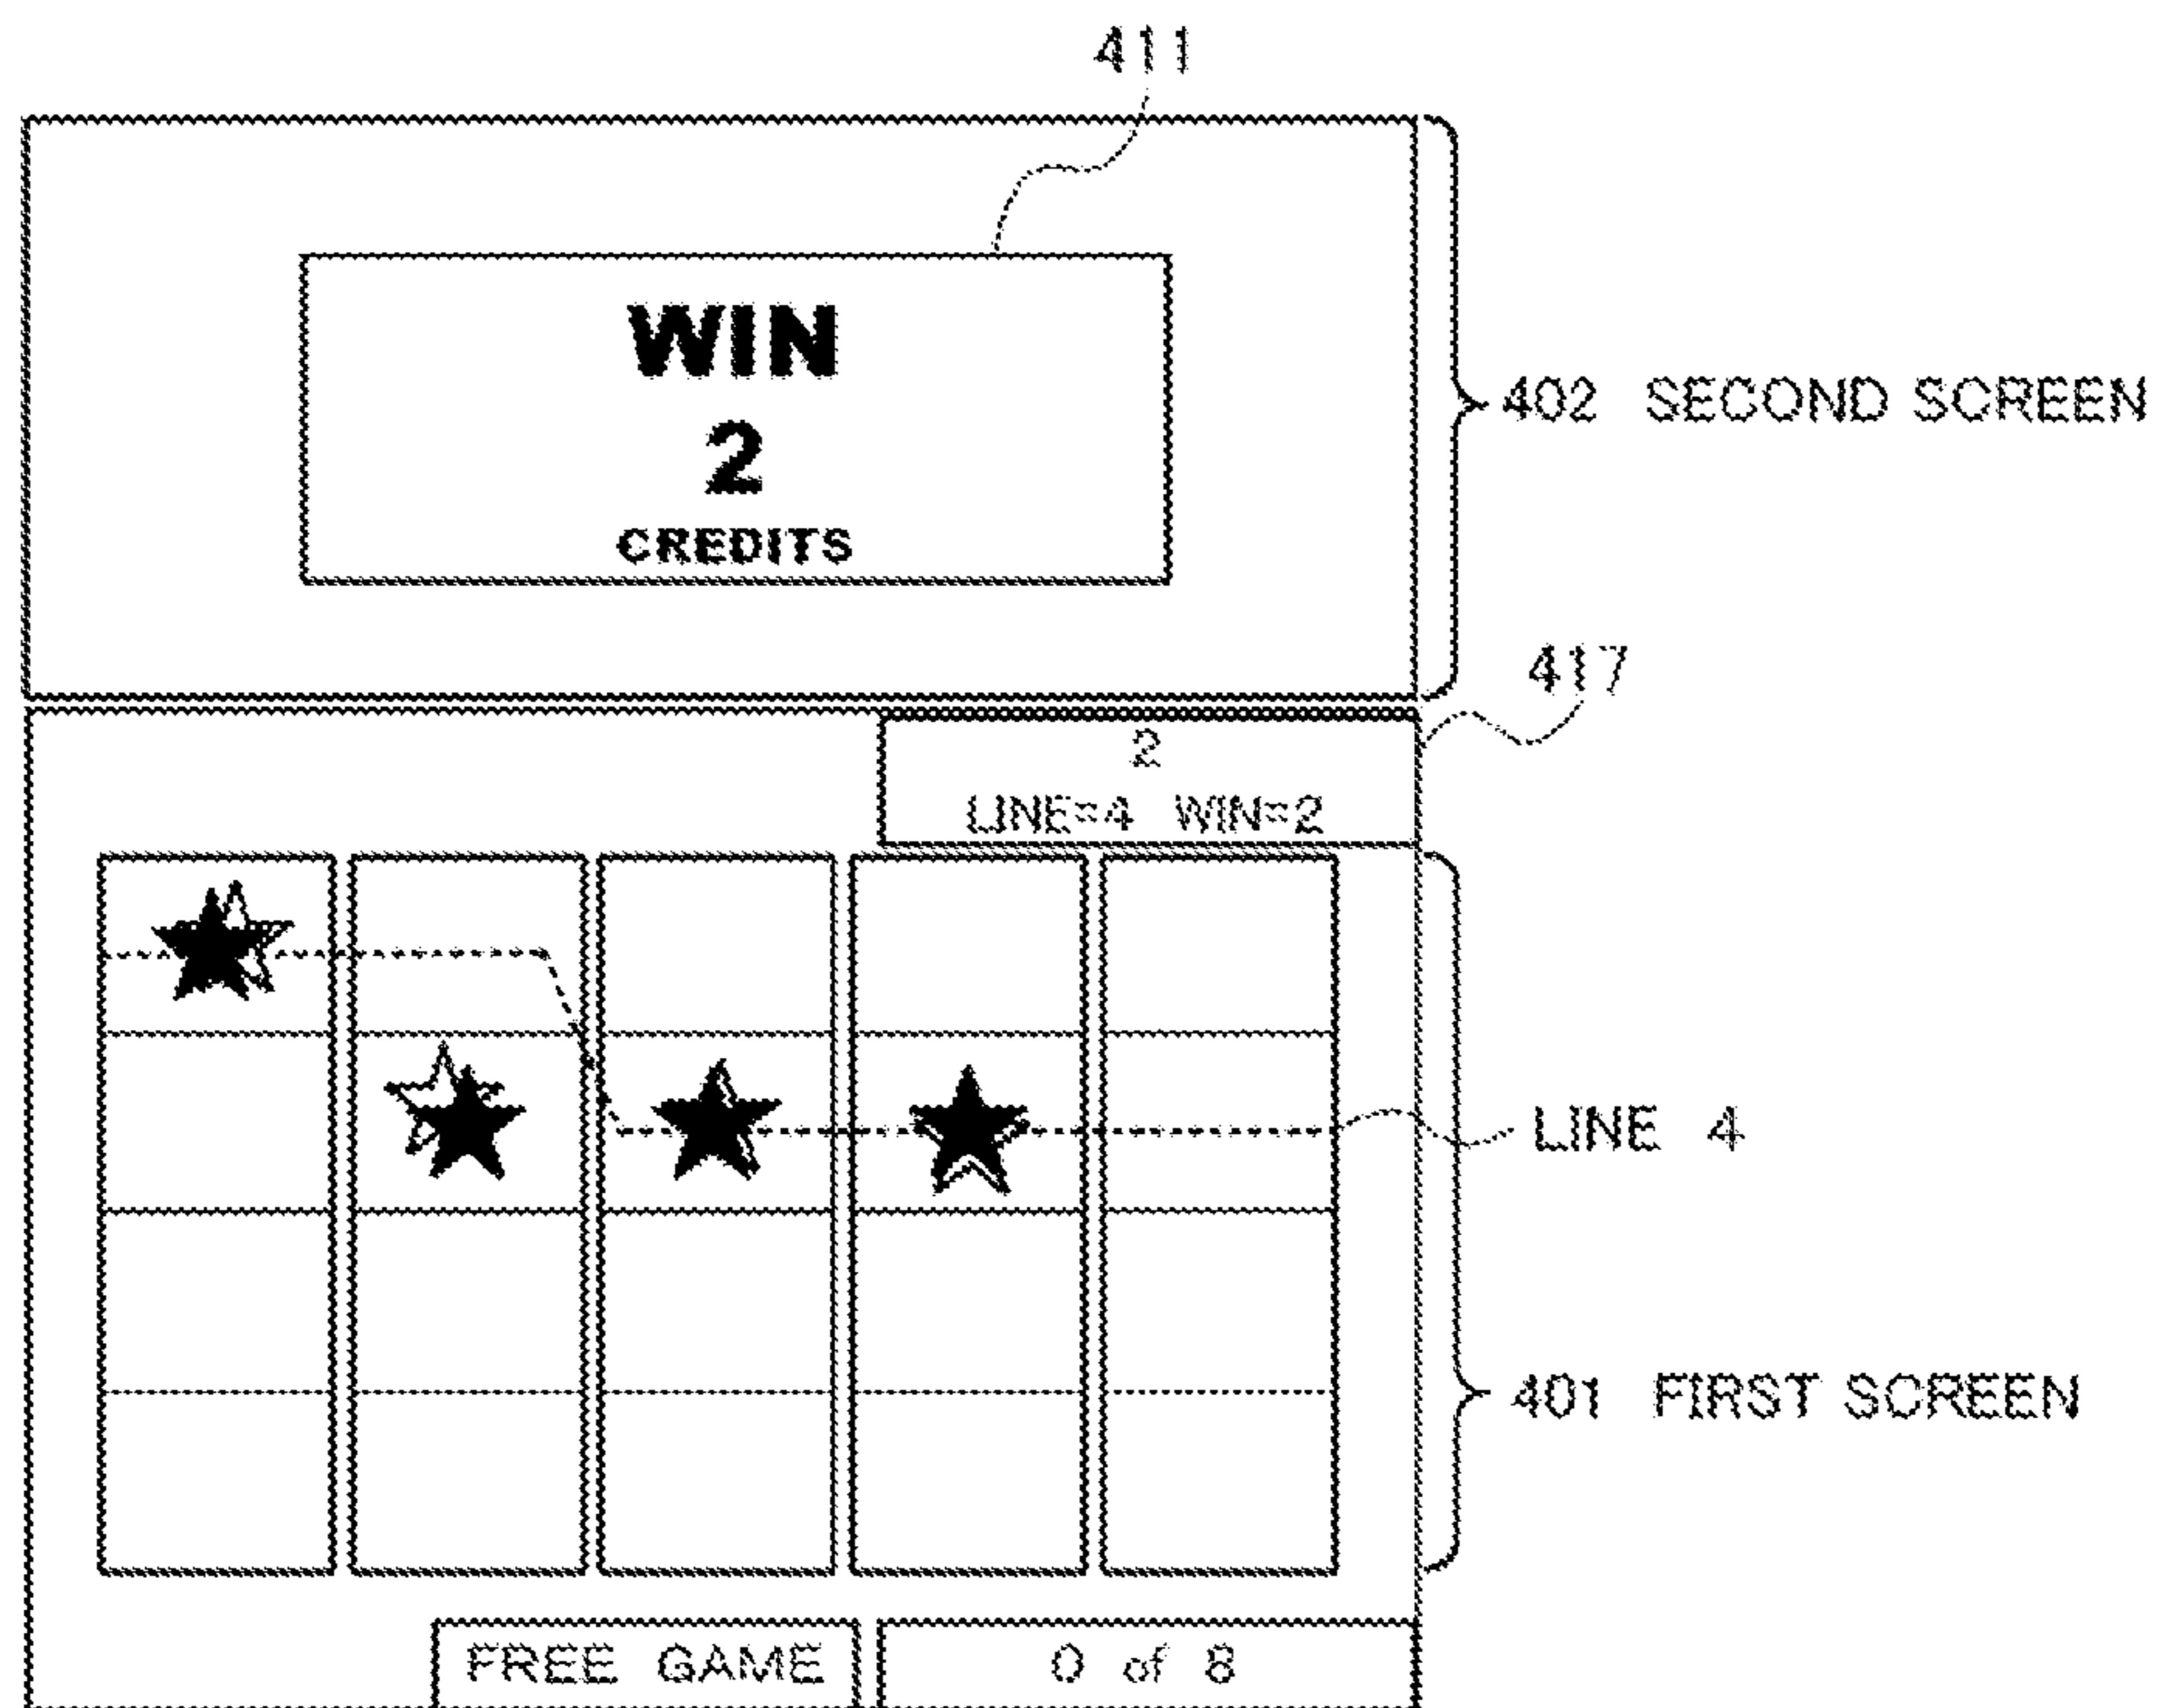 411
WIN
2
CREDITS
402 SECOND SCREEN
417
2
LINE=4 WIN=2
LINE 4
401 FIRST SCREEN
FREE GAME
0 of 8